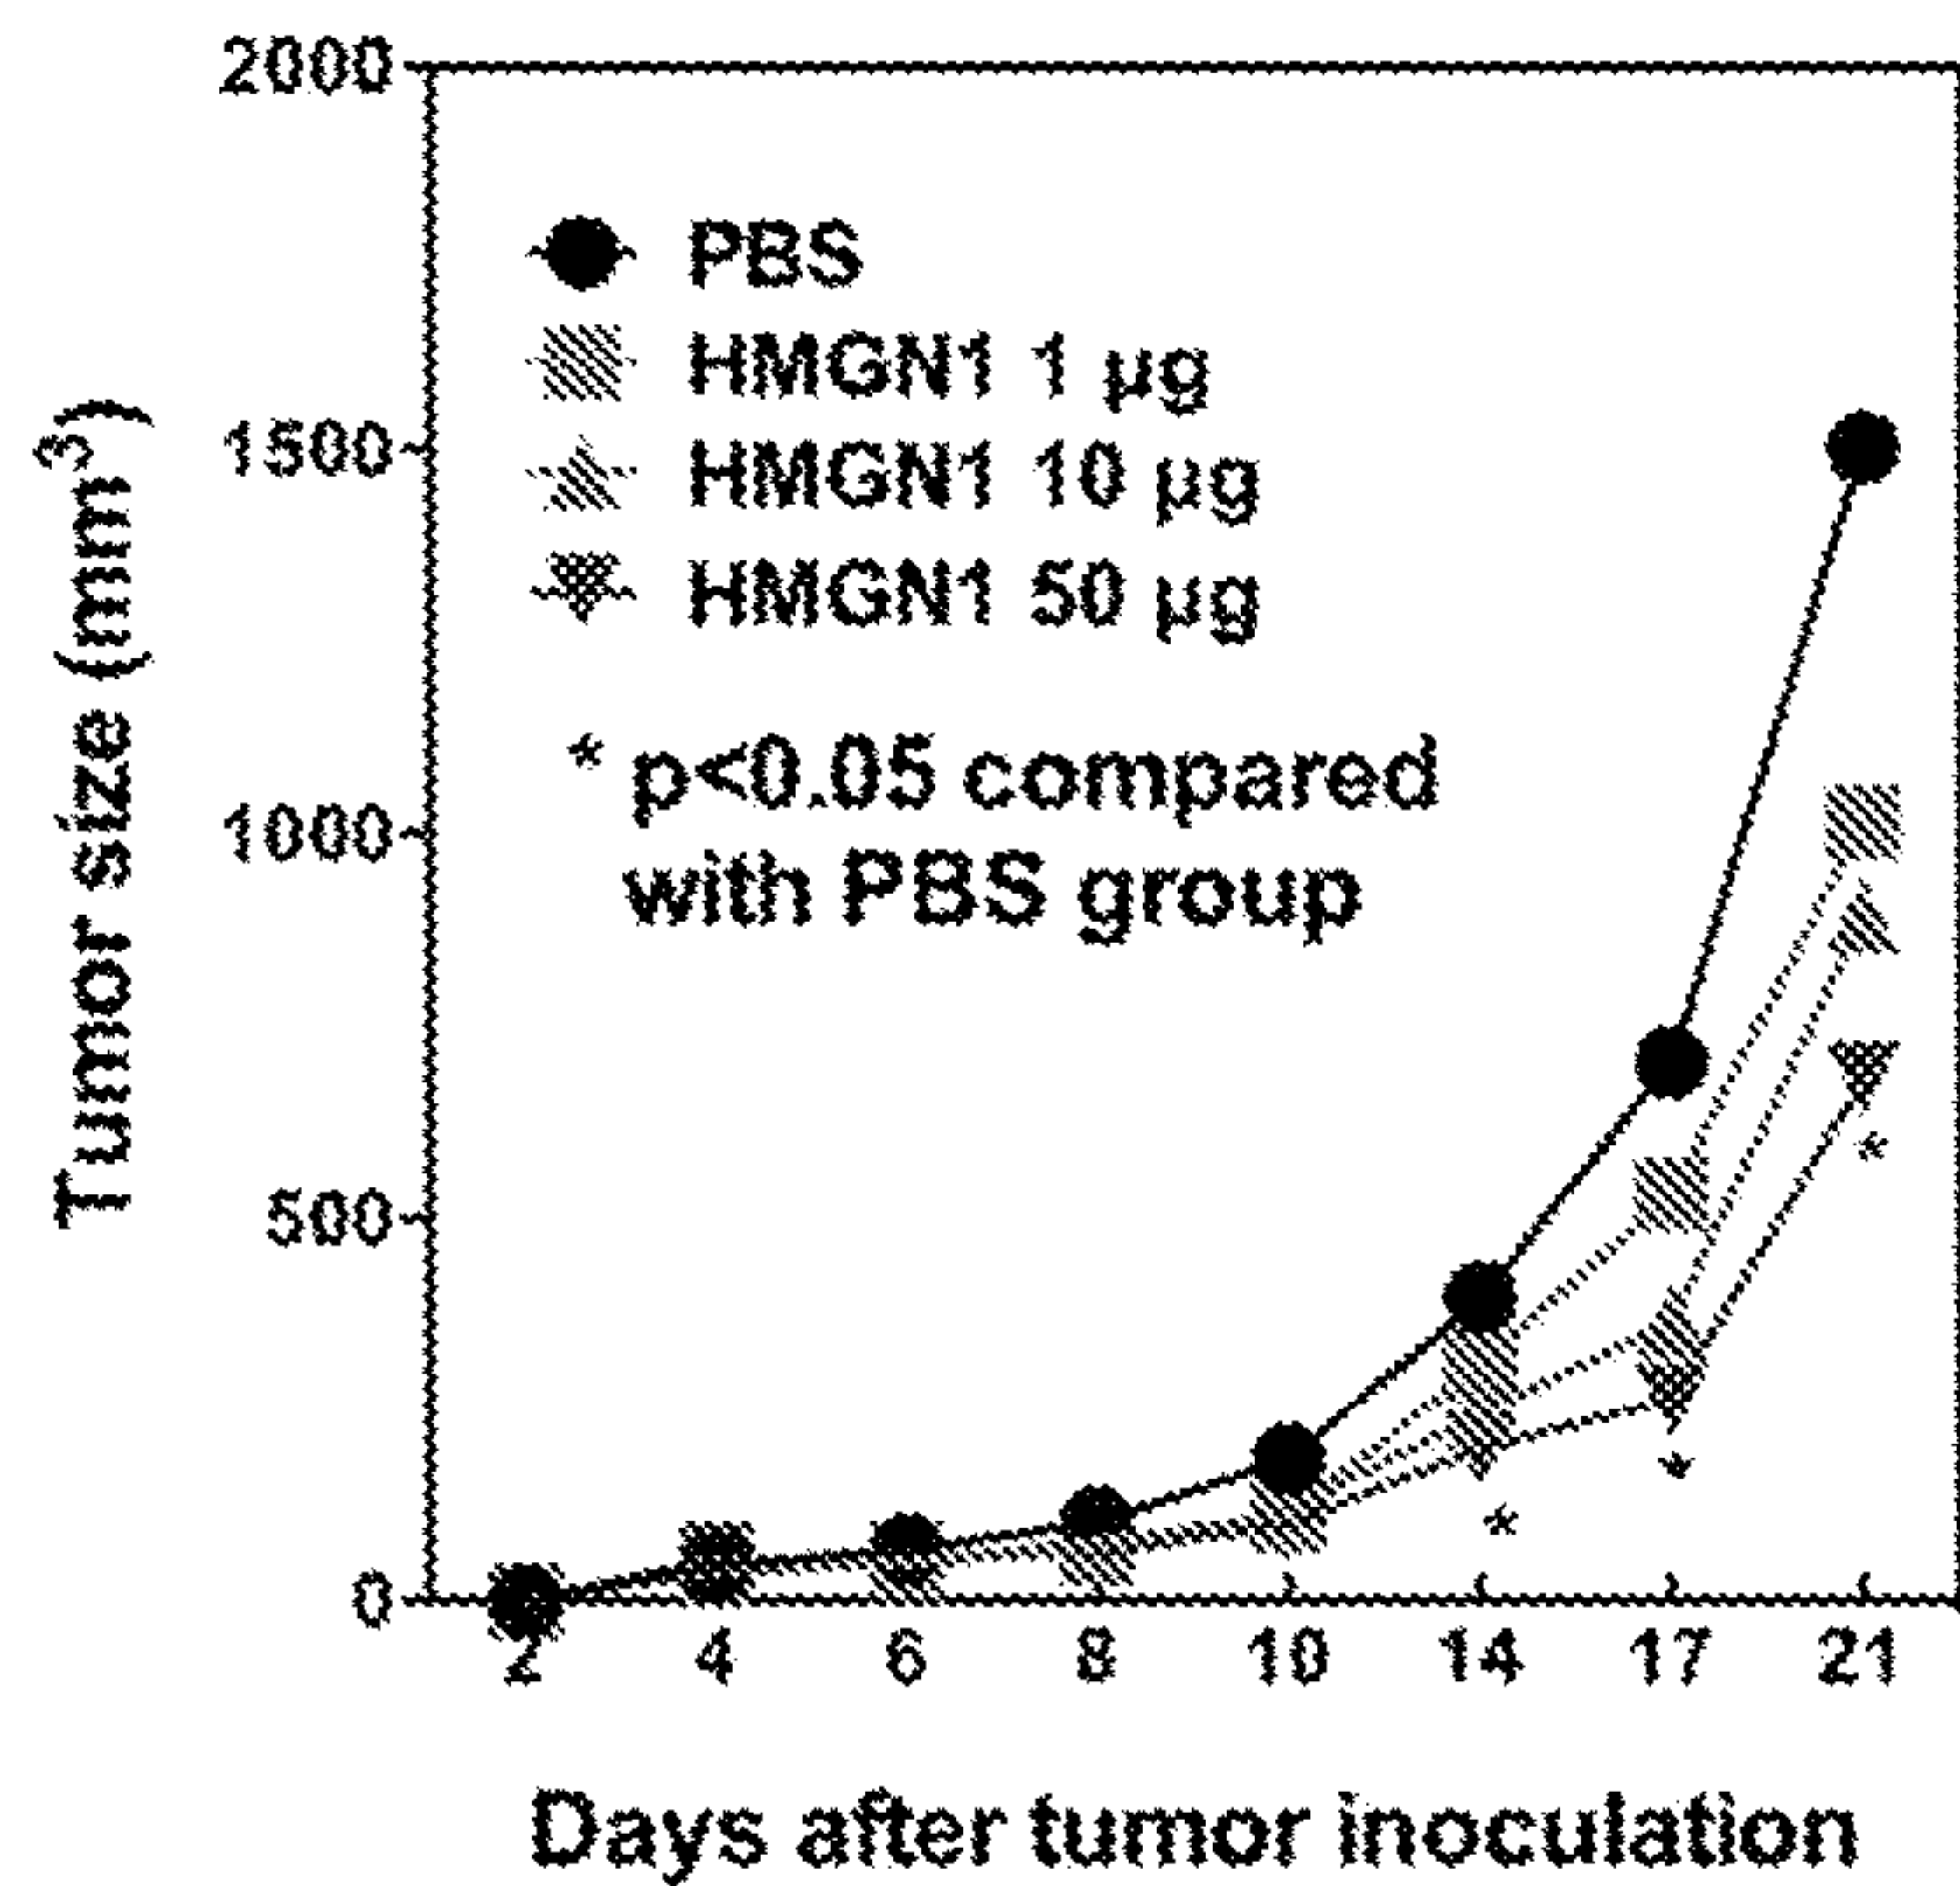 Tumor size (mm³)
2000
1500
1000
500
0
PBS
HMGN1 1 µg
HMGN1 10 µg
HMGN1 50 µg
* p<0.05 compared
with PBS group
*
*
*
2 4 6 8 10 14 17 21
Days after tumor inoculation